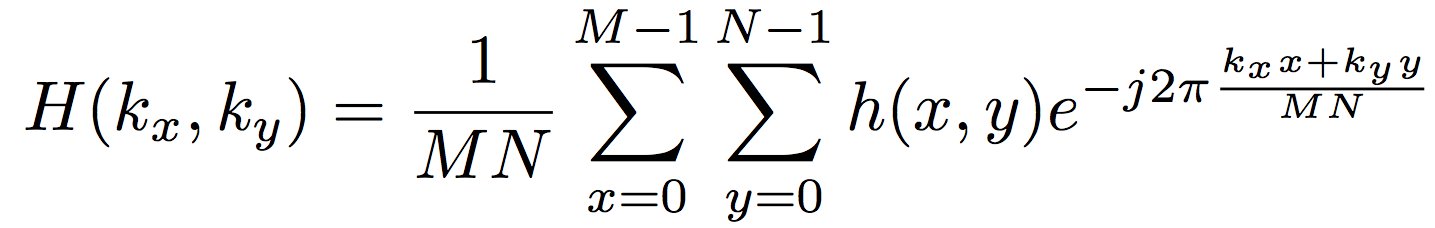 H(k_x, k_y) = \frac{1}{MN} \sum_{x=0}^{M-1} \sum_{y=0}^{N-1} h(x, y) e^{-j2\pi \frac{k_x x + k_y y}{MN}}